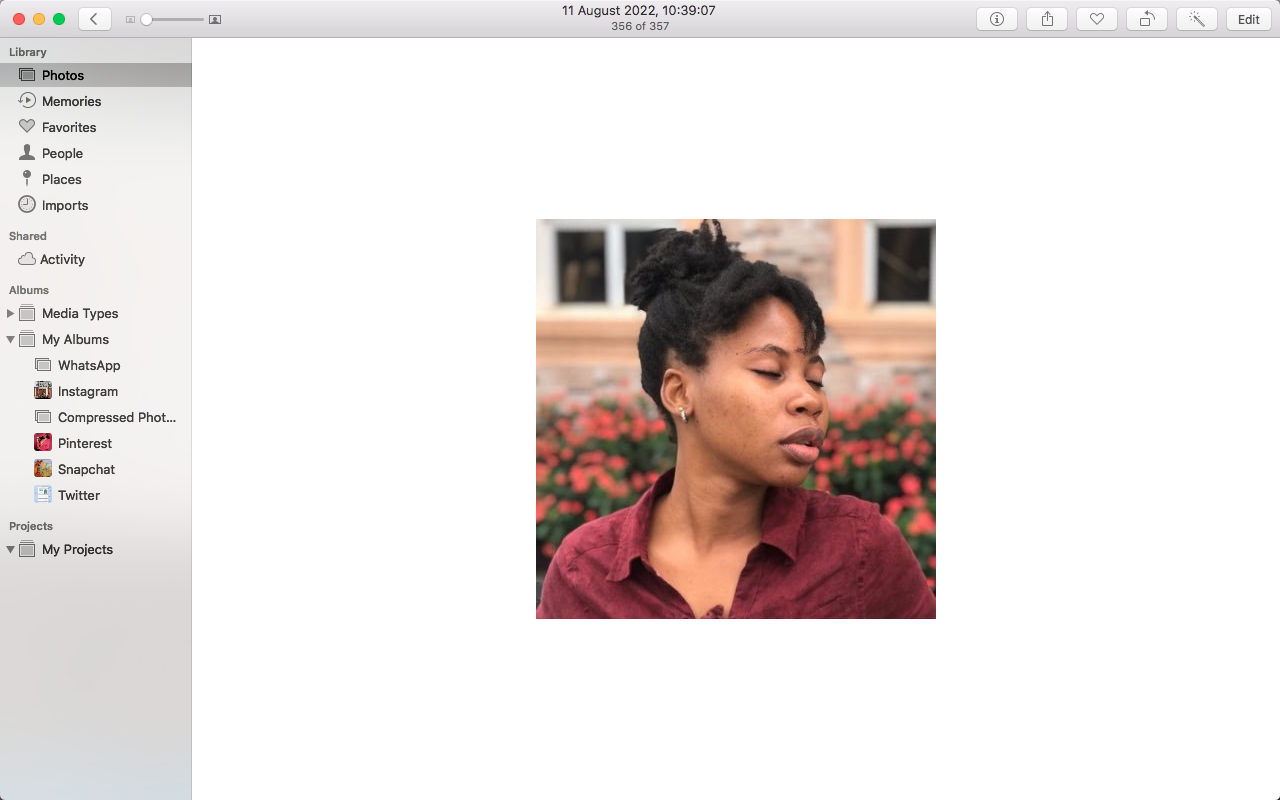 11 August 2022, 10:39:07
356 of 357
Edit
Library
Photos
Memories
Favorites
People
Places
Imports
Shared
Activity
Albums
Media Types
My Albums
WhatsApp
Instagram
Compressed Phot...
Pinterest
Snapchat
Twitter
Projects
My Projects